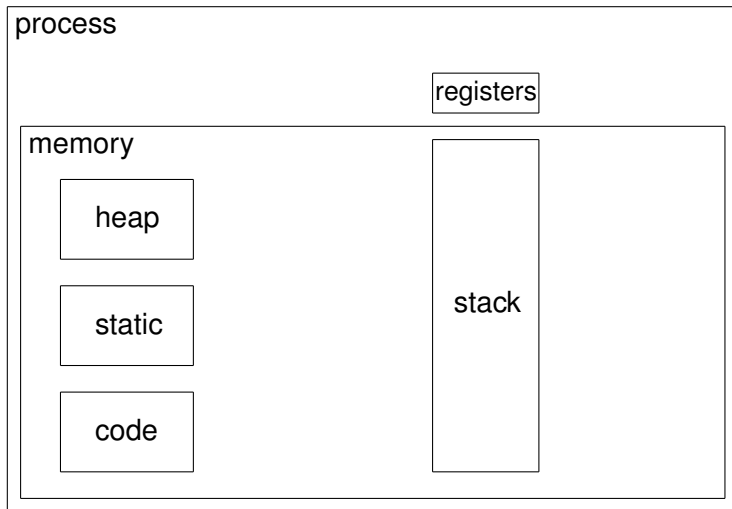 process
registers
memory
heap
static
stack
code